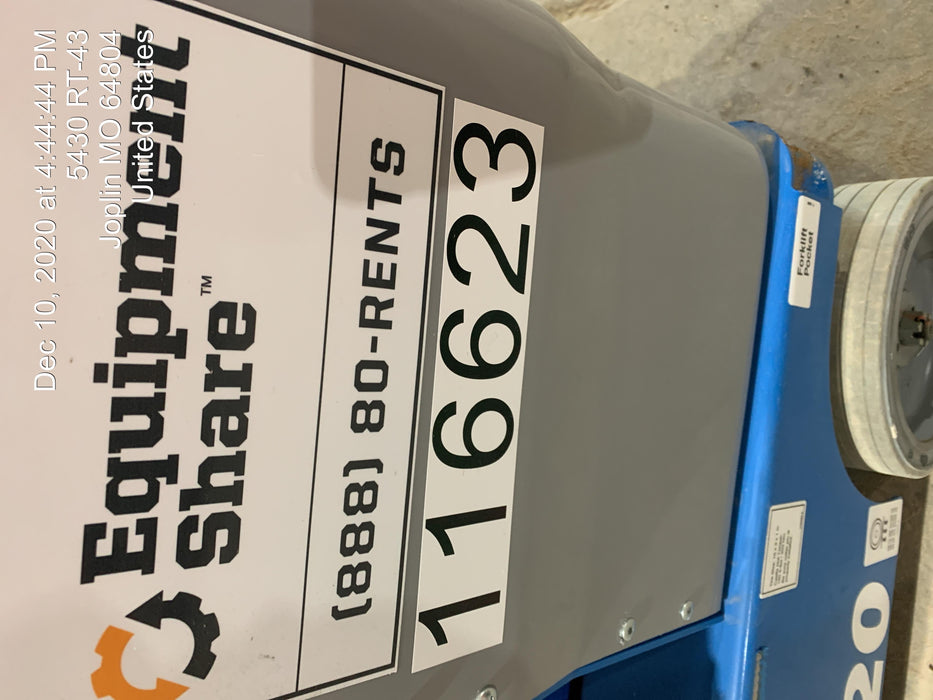 Dec 10, 2020 at 4:44:44 PM
5430 RT-43
Joplin MO 64804
United States
Equipment
Share™
(888) 80-RENTS
11663
Forklift
Pocket
20